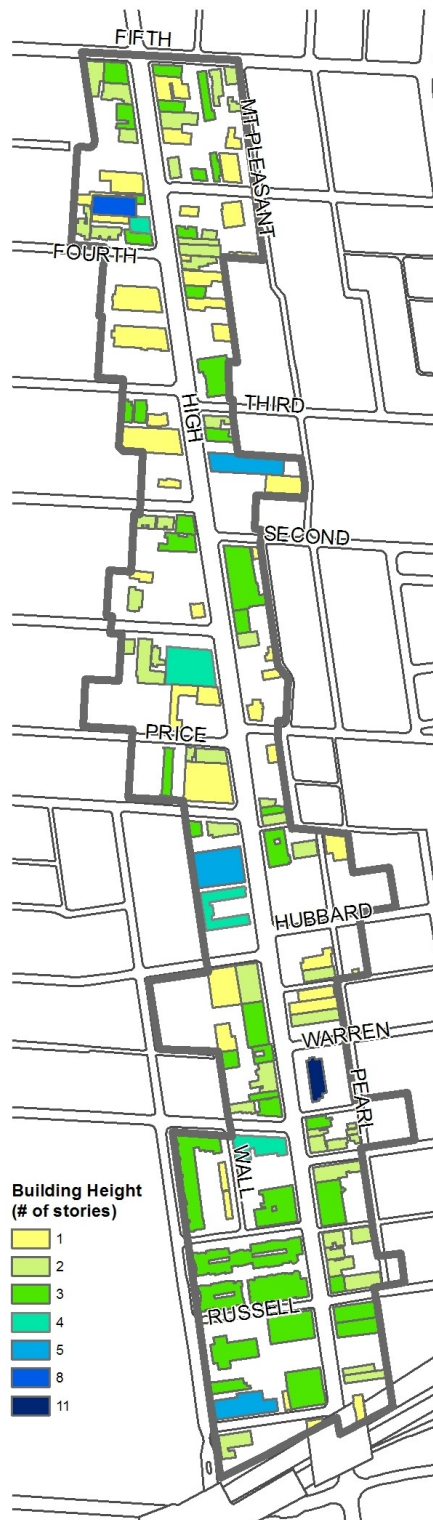 FIFTH
MT PLEASANT
FOURTH
HIGH
THIRD
SECOND
PRICE
HUBBARD
WARREN
PEARL
WALL
Building Height
(# of stories)
1
2
3
4
5
8
11
RUSSELL